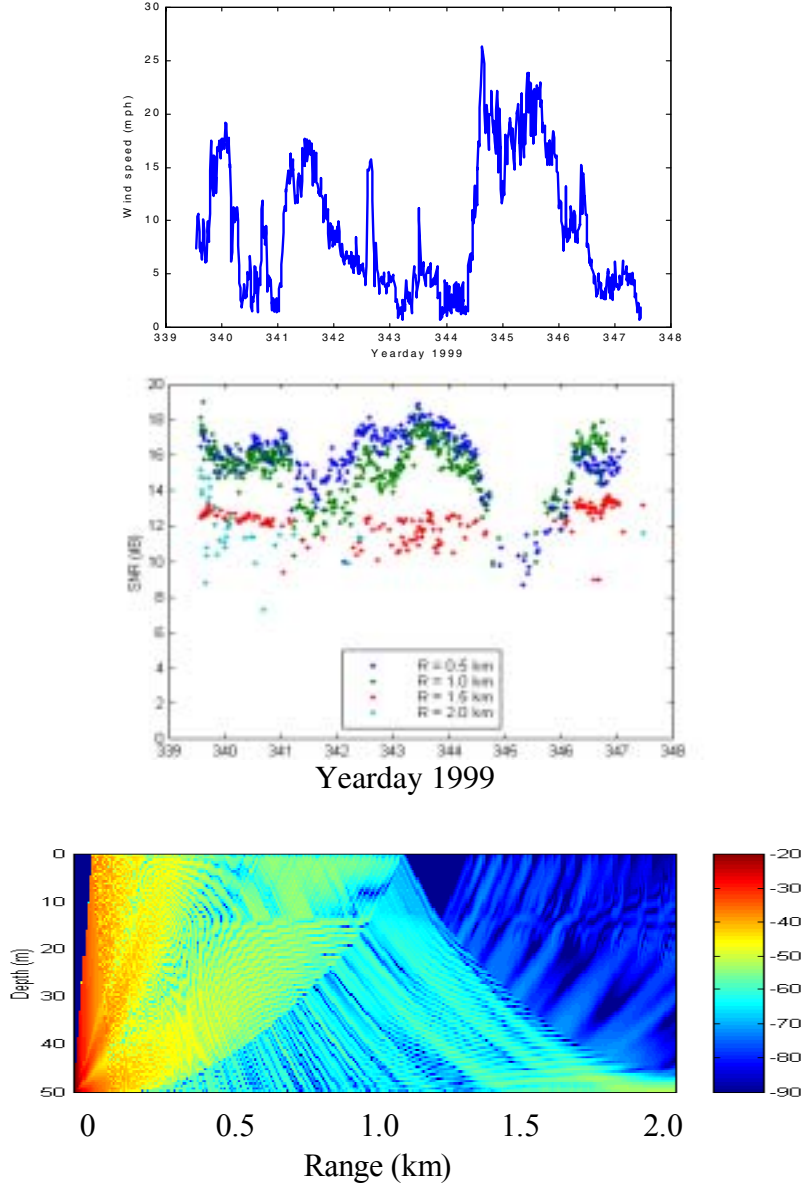 30
25
20
15
10
5
0
Wind speed (mph)
339 340 341 342 343 344 345 346 347 348
Yearday 1999
20
18
16
14
12
10
8
6
4
2
0
SNR (dB)
R = 0.5 km
R = 1.0 km
R = 1.5 km
R = 2.0 km
339 340 341 342 343 344 345 346 347 348
Yearday 1999
0
10
20
30
40
50
Depth (m)
-20
-30
-40
-50
-60
-70
-80
-90
0 0.5 1.0 1.5 2.0
Range (km)